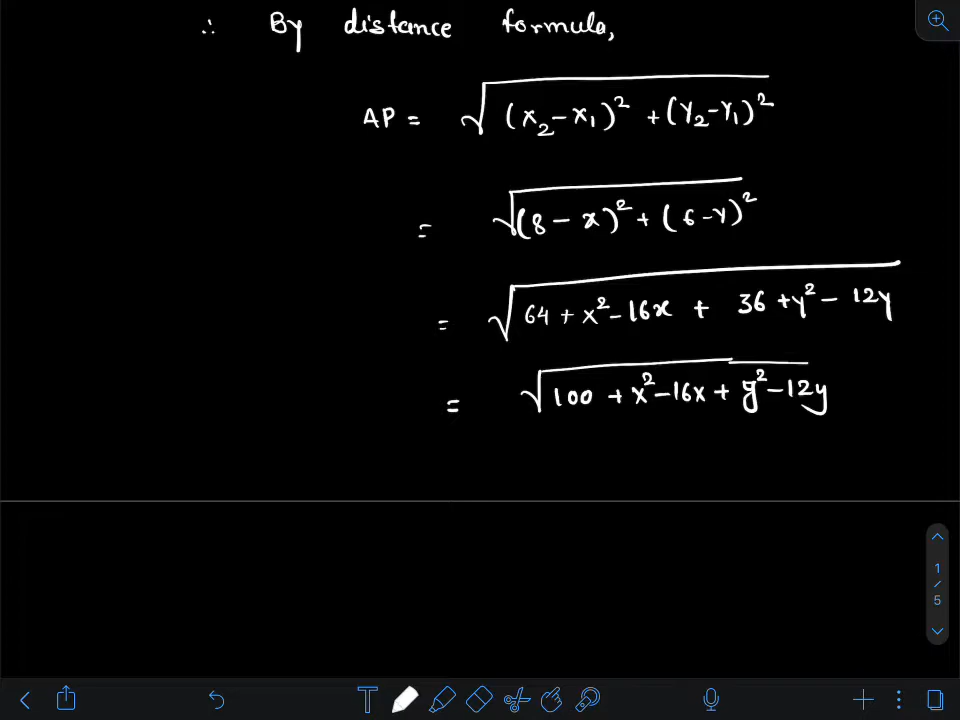 ∴ By distance formula,
AP = √((x₂-x₁)² + (Y₂-Y₁)²)
= √((8-x)² + (6-Y)²)
= √(64 + x² - 16x + 36 + y² - 12y)
= √(100 + x² - 16x + y² - 12y)
1
/
5
T